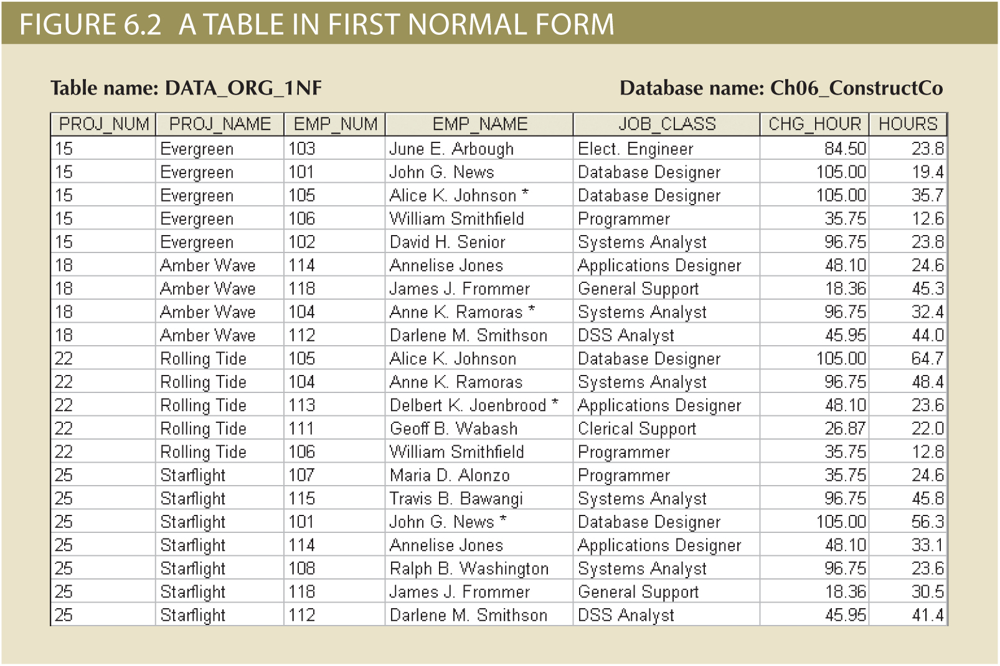 FIGURE 6.2 A TABLE IN FIRST NORMAL FORM
Table name: DATA_ORG_1NF Database name: Ch06_ConstructCo
PROJ_NUM PROJ_NAME EMP_NUM EMP_NAME JOB_CLASS CHG_HOUR HOURS
15 Evergreen 103 June E. Arbough Elect. Engineer 84.50 23.8
15 Evergreen 101 John G. News Database Designer 105.00 19.4
15 Evergreen 105 Alice K. Johnson * Database Designer 105.00 35.7
15 Evergreen 106 William Smithfield Programmer 35.75 12.6
15 Evergreen 102 David H. Senior Systems Analyst 96.75 23.8
18 Amber Wave 114 Annelise Jones Applications Designer 48.10 24.6
18 Amber Wave 118 James J. Frommer General Support 18.36 45.3
18 Amber Wave 104 Anne K. Ramoras * Systems Analyst 96.75 32.4
18 Amber Wave 112 Darlene M. Smithson DSS Analyst 45.95 44.0
22 Rolling Tide 105 Alice K. Johnson Database Designer 105.00 64.7
22 Rolling Tide 104 Anne K. Ramoras Systems Analyst 96.75 48.4
22 Rolling Tide 113 Delbert K. Joenbrood * Applications Designer 48.10 23.6
22 Rolling Tide 111 Geoff B. Wabash Clerical Support 26.87 22.0
22 Rolling Tide 106 William Smithfield Programmer 35.75 12.8
25 Starflight 107 Maria D. Alonzo Programmer 35.75 24.6
25 Starflight 115 Travis B. Bawangi Systems Analyst 96.75 45.8
25 Starflight 101 John G. News * Database Designer 105.00 56.3
25 Starflight 114 Annelise Jones Applications Designer 48.10 33.1
25 Starflight 108 Ralph B. Washington Systems Analyst 96.75 23.6
25 Starflight 118 James J. Frommer General Support 18.36 30.5
25 Starflight 112 Darlene M. Smithson DSS Analyst 45.95 41.4